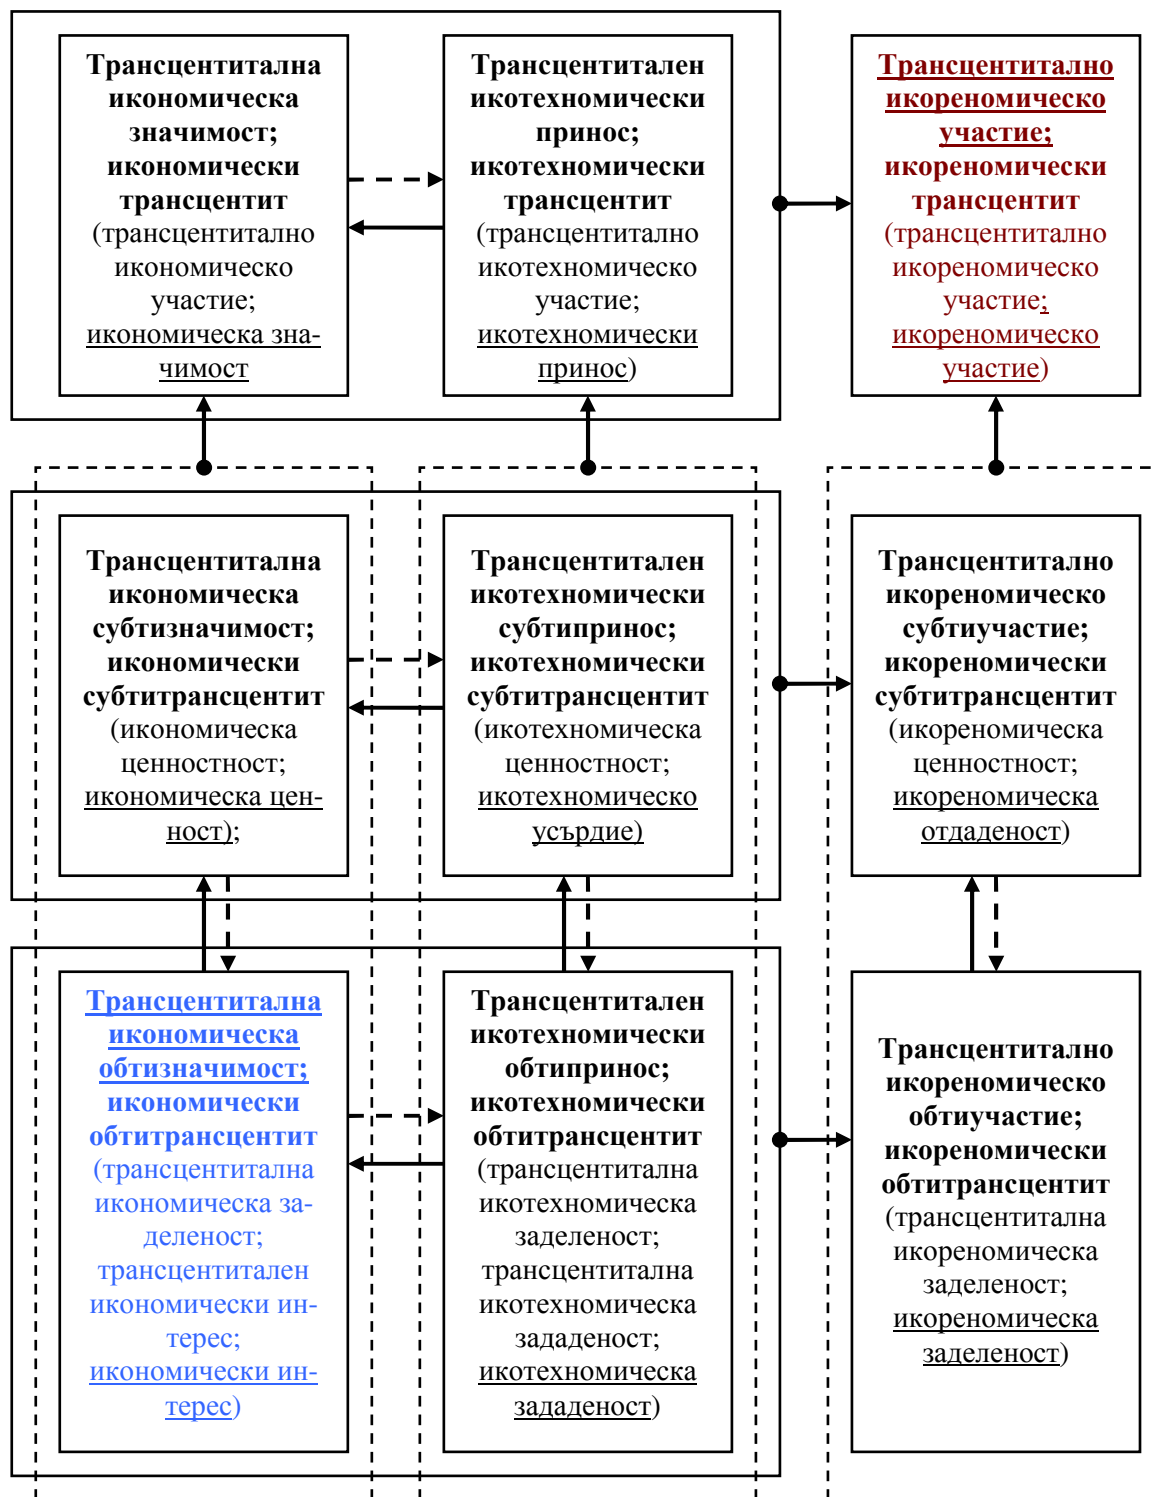 Трансцентитална
икономическа
значимост;
икономически
трансцентит
(трансцентитално
икономическо
участие;
икономическа зна-
чимост
Трансцентитален
икотехномически
принос;
икотехномически
трансцентит
(трансцентитално
икотехномическо
участие;
икотехномически
принос)
Трансцентитално
икореномическо
участие;
икореномически
трансцентит
(трансцентитално
икореномическо
участие;
икореномическо
участие)
Трансцентитална
икономическа
субтизначимост;
икономически
субтитрансцентит
(икономическа
ценностност;
икономическа цен-
ност);
Трансцентитален
икотехномически
субтипринос;
икотехномически
субтитрансцентит
(икотехномическа
ценностност;
икотехномическо
усърдие)
Трансцентитално
икореномическо
субтиучастие;
икореномически
субтитрансцентит
(икореномическа
ценностност;
икореномическа
отдаденост)
Трансцентитална
икономическа
обтизначимост;
икономически
обтитрансцентит
(трансцентитална
икономическа за-
деленост;
трансцентитален
икономически ин-
терес;
икономически ин-
терес)
Трансцентитален
икотехномически
обтипринос;
икотехномически
обтитрансцентит
(трансцентитална
икотехномическа
заделеност;
трансцентитална
икотехномическа
зададеност;
икотехномическа
зададеност)
Трансцентитално
икореномическо
обтиучастие;
икореномически
обтитрансцентит
(трансцентитална
икореномическа
заделеност;
икореномическа
заделеност)